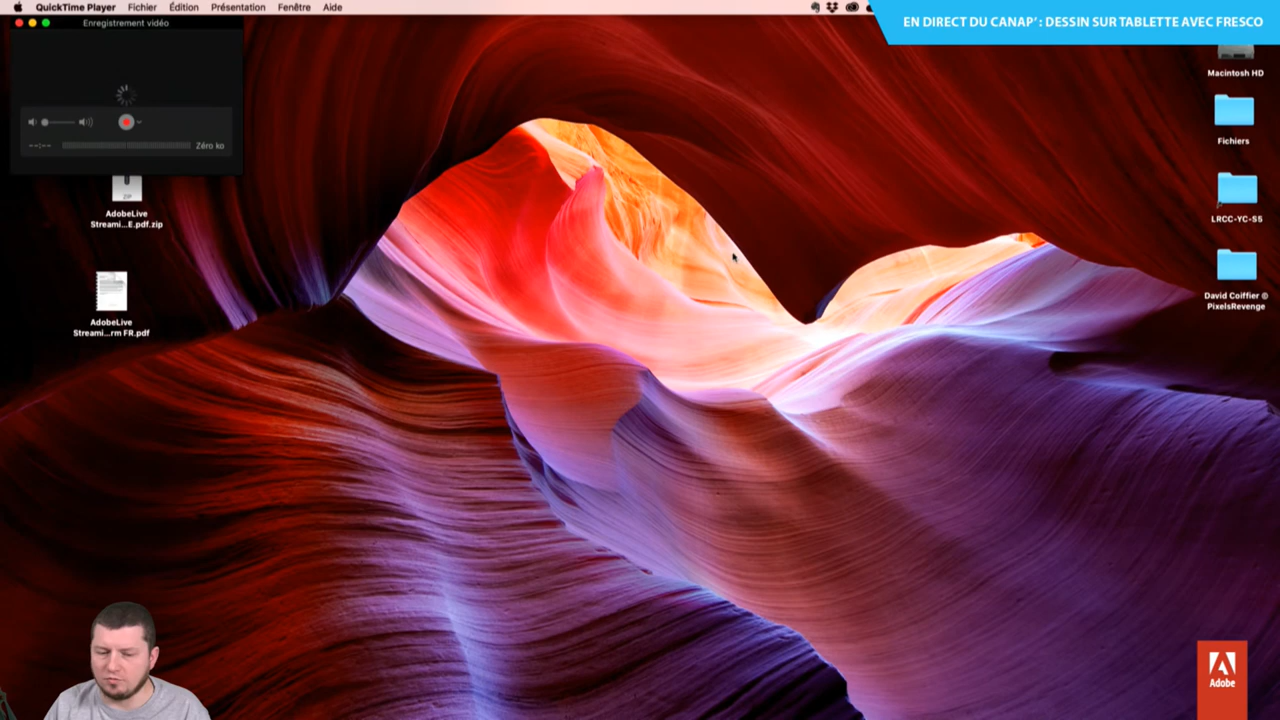 QuickTime Player Fichier Édition Présentation Fenêtre Aide
EN DIRECT DU CANAP' : DESSIN SUR TABLETTE AVEC FRESCO
Enregistrement vidéo
--:--
Zéro ko
ZIP
AdobeLive
Streami...E.pdf.zip
AdobeLive
Streami...rm FR.pdf
Macintosh HD
Fichiers
LRCC-YC-S5
David Coiffier ©
PixelsRevenge
Adobe